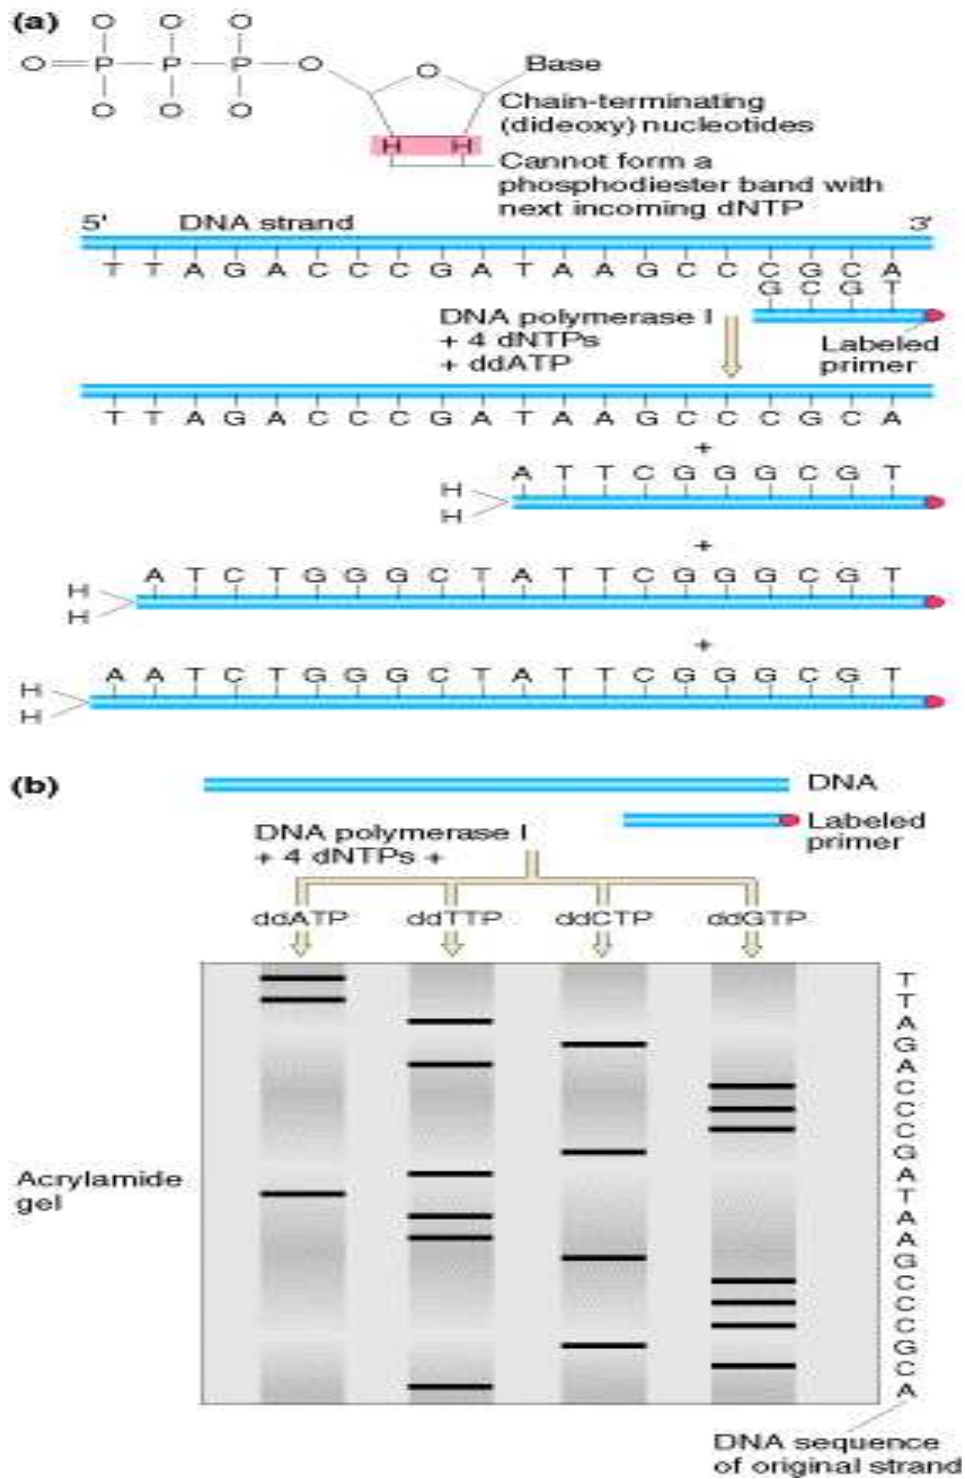 (a)
O O O
O P P P O O Base
O O O
Chain-terminating
(dideoxy) nucleotides
H H
Cannot form a
phosphodiester band with
next incoming dNTP
5' DNA strand 3'
T T A G A C C C G A T A A G C C C G C A
G C G T
DNA polymerase I
+ 4 dNTPs
+ ddATP
Labeled
primer
T T A G A C C C G A T A A G C C C G C A
+
A T T C G G G C G T
H
H
+
A T C T G G G C T A T T C G G G C G T
H
H
+
A A T C T G G G C T A T T C G G G C G T
H
H
(b)
DNA
Labeled
primer
DNA polymerase I
+ 4 dNTPs +
ddATP ddTTP ddCTP ddGTP
T
T
A
G
A
C
C
C
G
A
T
A
A
G
C
C
C
G
C
A
Acrylamide
gel
DNA sequence
of original strand